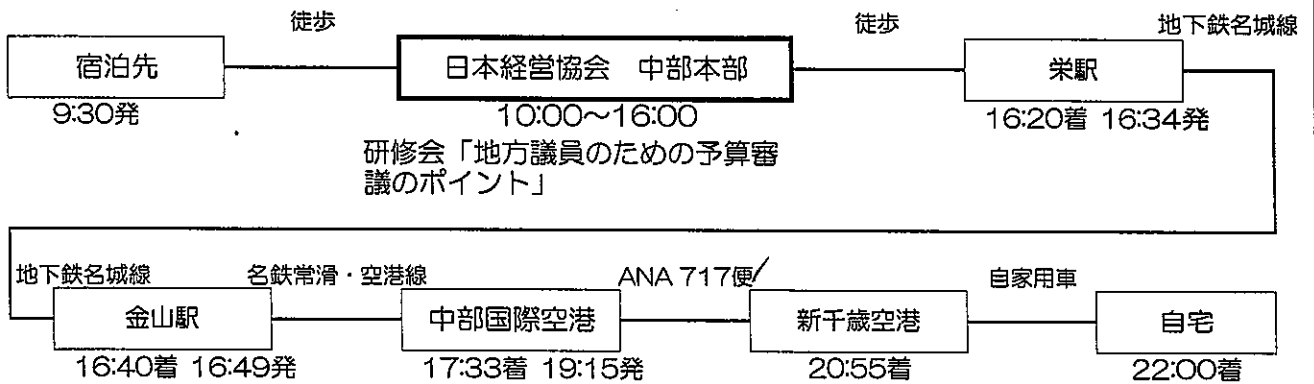 徒歩 徒歩 地下鉄名城線
宿泊先 日本経営協会 中部本部 栄駅
9:30発 10:00～16:00 16:20着 16:34発
研修会「地方議員のための予算審
議のポイント」
地下鉄名城線 名鉄常滑・空港線 ANA 717便 自家用車
金山駅 中部国際空港 新千歳空港 自宅
16:40着 16:49発 17:33着 19:15発 20:55着 22:00着